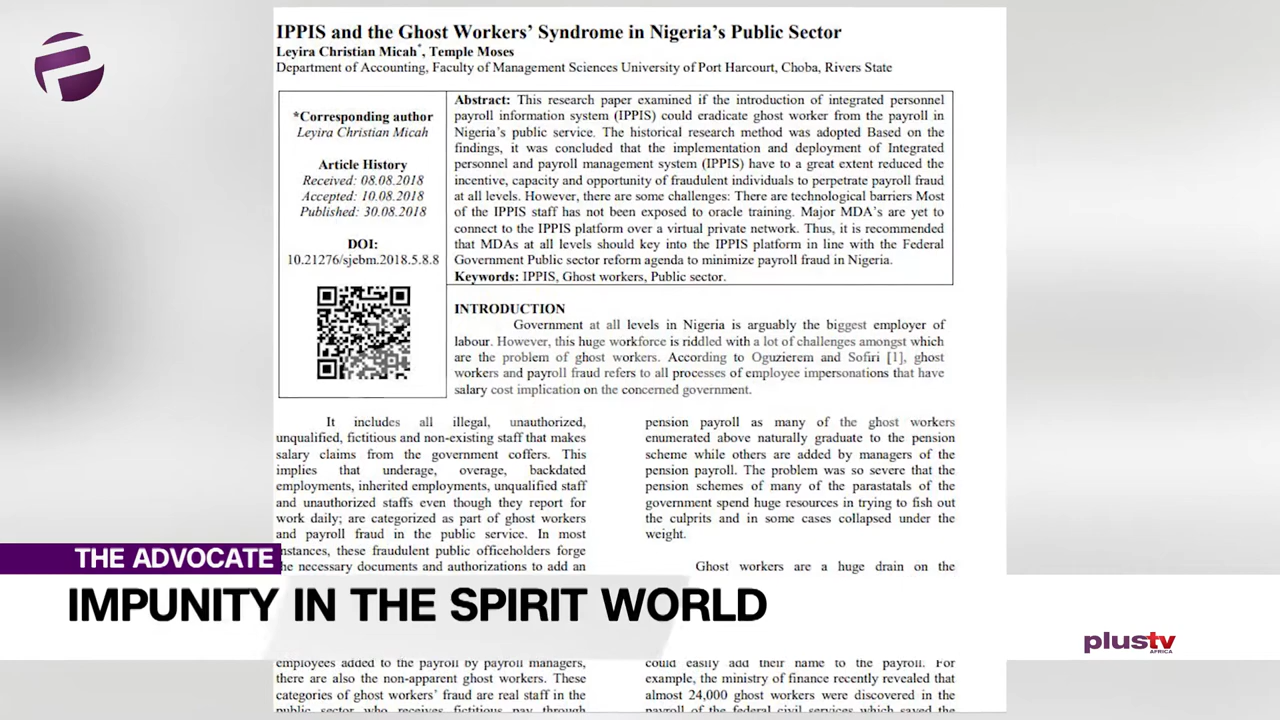 IPPIS and the Ghost Workers' Syndrome in Nigeria's Public Sector
Leyira Christian Micah*, Temple Moses
Department of Accounting, Faculty of Management Sciences University of Port Harcourt, Choba, Rivers State
*Corresponding author
Leyira Christian Micah
Article History
Received: 08.08.2018
Accepted: 10.08.2018
Published: 30.08.2018
DOI:
10.21276/sjebm.2018.5.8.8
Abstract: This research paper examined if the introduction of integrated personnel
payroll information system (IPPIS) could eradicate ghost worker from the payroll in
Nigeria's public service. The historical research method was adopted Based on the
findings, it was concluded that the implementation and deployment of Integrated
personnel and payroll management system (IPPIS) have to a great extent reduced the
incentive, capacity and opportunity of fraudulent individuals to perpetrate payroll fraud
at all levels. However, there are some challenges: There are technological barriers Most
of the IPPIS staff has not been exposed to oracle training. Major MDA's are yet to
connect to the IPPIS platform over a virtual private network. Thus, it is recommended
that MDAs at all levels should key into the IPPIS platform in line with the Federal
Government Public sector reform agenda to minimize payroll fraud in Nigeria.
Keywords: IPPIS, Ghost workers, Public sector.
INTRODUCTION
Government at all levels in Nigeria is arguably the biggest employer of
labour. However, this huge workforce is riddled with a lot of challenges amongst which
are the problem of ghost workers. According to Oguzierem and Sofiri [1], ghost
workers and payroll fraud refers to all processes of employee impersonations that have
salary cost implication on the concerned government.
It includes all illegal, unauthorized,
unqualified, fictitious and non-existing staff that makes
salary claims from the government coffers. This
implies that underage, overage, backdated
employments, inherited employments, unqualified staff
and unauthorized staffs even though they report for
work daily; are categorized as part of ghost workers
and payroll fraud in the public service. In most
instances, these fraudulent public officeholders forge
the necessary documents and authorizations to add an
employees added to the payroll by payroll managers,
there are also the non-apparent ghost workers. These
categories of ghost workers' fraud are real staff in the
public sector who receives fictitious pay through
pension payroll as many of the ghost workers
enumerated above naturally graduate to the pension
scheme while others are added by managers of the
pension payroll. The problem was so severe that the
pension schemes of many of the parastatals of the
government spend huge resources in trying to fish out
the culprits and in some cases collapsed under the
weight.
Ghost workers are a huge drain on the
could easily add their name to the payroll. For
example, the ministry of finance recently revealed that
almost 24,000 ghost workers were discovered in the
payroll of the federal civil services which saved the
THE ADVOCATE
IMPUNITY IN THE SPIRIT WORLD
plustv
AFRICA